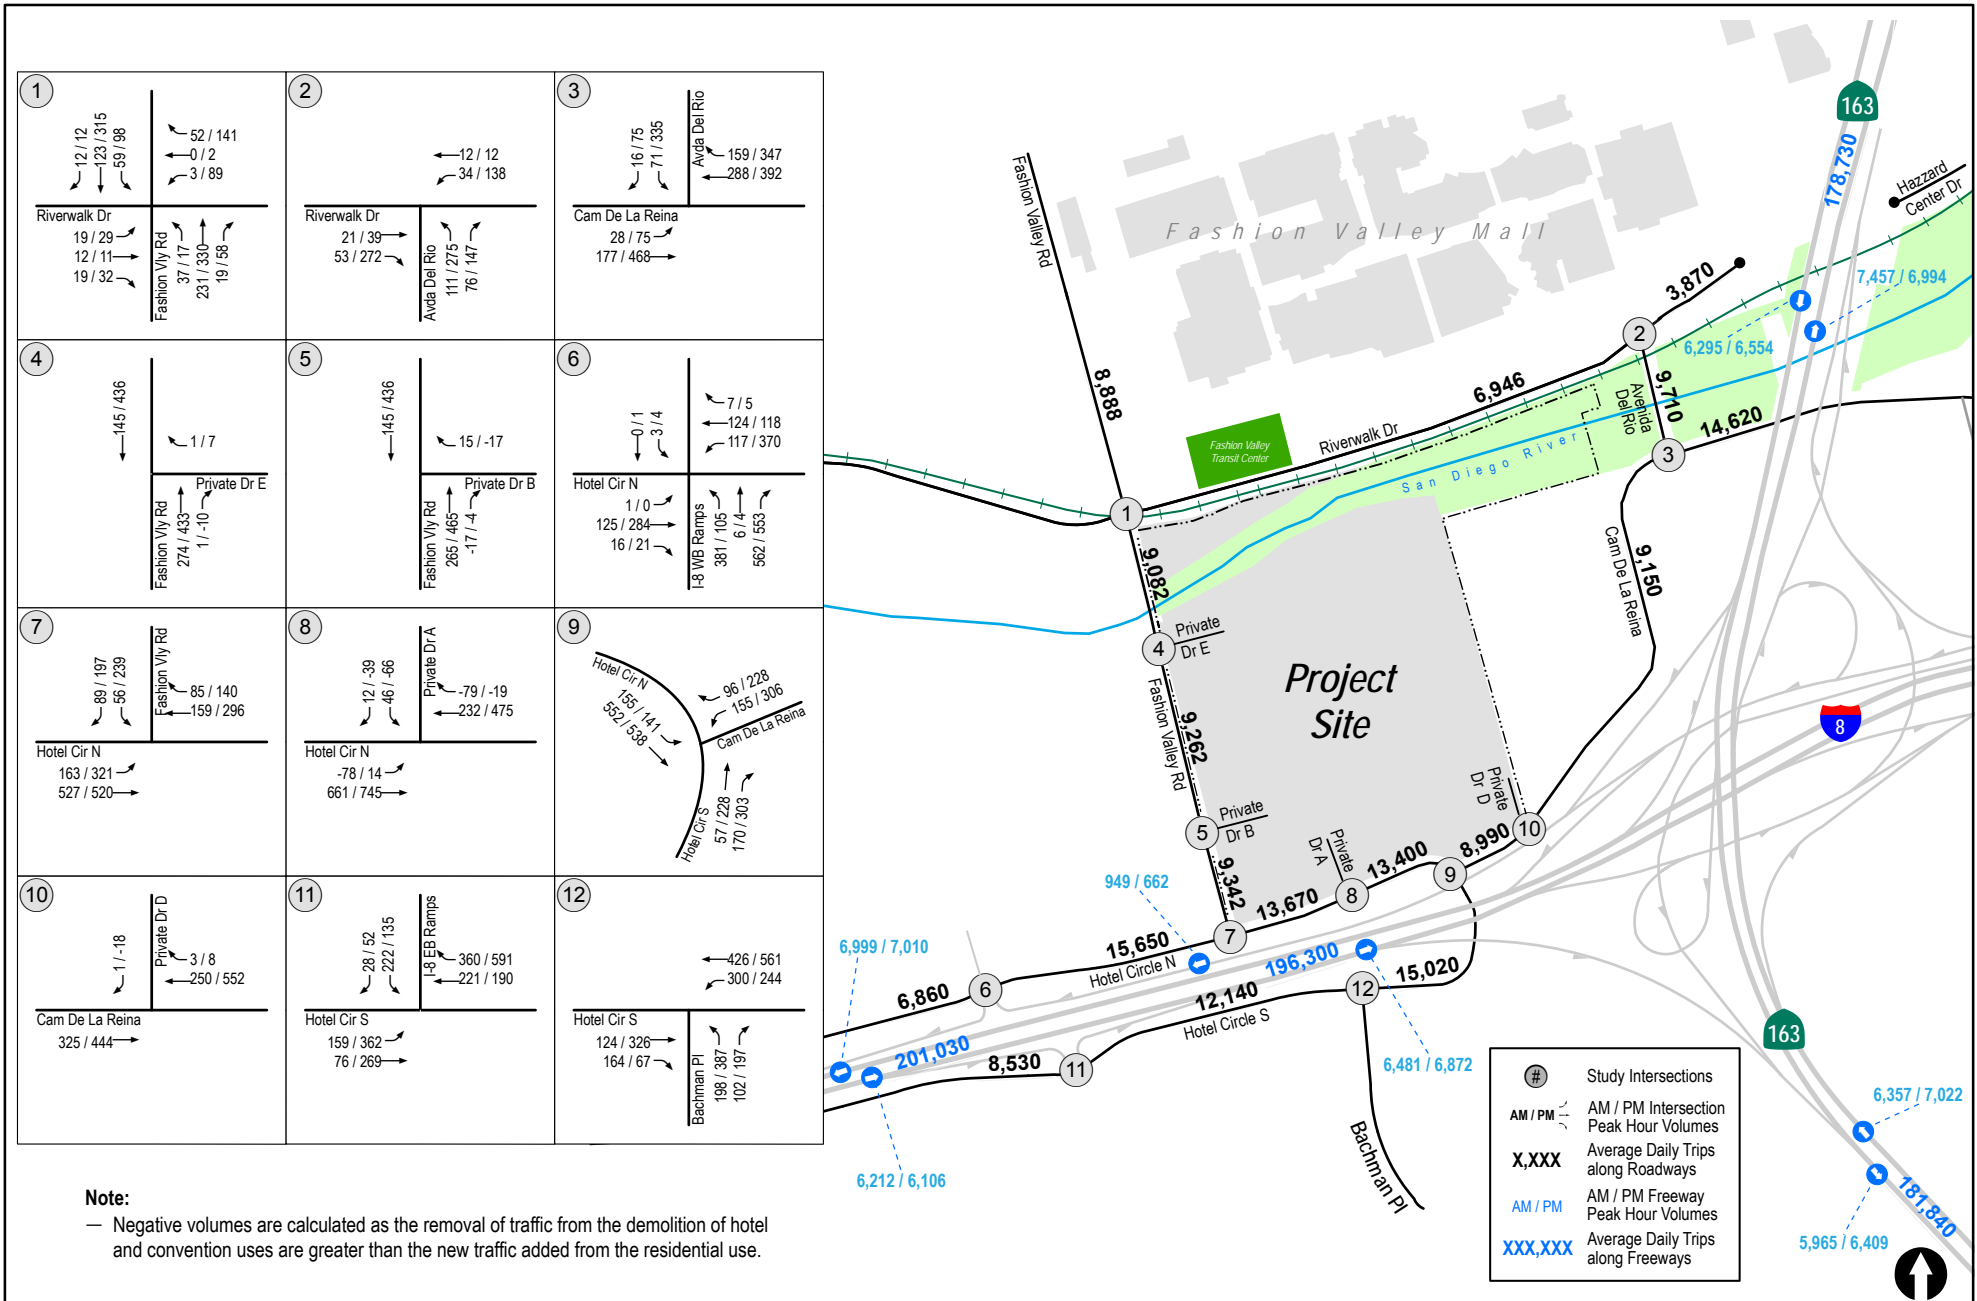 1
12 / 12
123 / 315
59 / 98
52 / 141
0 / 2
3 / 89
Riverwalk Dr
19 / 29
12 / 11
19 / 32
Fashion Vly Rd
37 / 17
231 / 330
19 / 58
2
12 / 12
34 / 138
Riverwalk Dr
21 / 39
53 / 272
Avda Del Rio
111 / 275
76 / 147
3
16 / 75
71 / 335
Avda Del Rio
159 / 347
288 / 392
Cam De La Reina
28 / 75
177 / 468
4
145 / 436
1 / 7
Private Dr E
Fashion Vly Rd
274 / 433
1 / -10
5
145 / 436
15 / -17
Private Dr B
Fashion Vly Rd
265 / 465
-17 / -4
6
0 / 1
3 / 4
7 / 5
124 / 118
117 / 370
Hotel Cir N
1 / 0
125 / 284
16 / 21
I-8 WB Ramps
381 / 105
6 / 4
562 / 553
7
89 / 197
56 / 239
Fashion Vly Rd
85 / 140
159 / 296
Hotel Cir N
163 / 321
527 / 520
8
12 / -39
46 / -66
Private Dr A
-79 / -19
232 / 475
Hotel Cir N
-78 / 14
661 / 745
9
Hotel Cir N
155 / 141
552 / 538
96 / 228
155 / 306
Cam De La Reina
Hotel Cir S
57 / 228
170 / 303
10
1 / -18
Private Dr D
3 / 8
250 / 552
Cam De La Reina
325 / 444
11
28 / 52
222 / 135
I-8 EB Ramps
360 / 591
221 / 190
Hotel Cir S
159 / 362
76 / 269
12
426 / 561
300 / 244
Hotel Cir S
124 / 326
164 / 67
Bachman Pl
198 / 387
102 / 197
Note:
— Negative volumes are calculated as the removal of traffic from the demolition of hotel
and convention uses are greater than the new traffic added from the residential use.
163
178,730
Hazzard
Center Dr
Fashion Valley Rd
Fashion Valley Mall
3,870
7,457 / 6,994
6,295 / 6,554
2
8,888
6,946
Avenida
Del Rio
9,710
14,620
Fashion Valley
Transit Center
Riverwalk Dr
San Diego River
3
1
9,082
Cam De La Reina
9,150
4
Private
Dr E
Project
Site
Fashion Valley Rd
9,262
8
5
Private
Dr B
Private
Dr D
10
Private
Dr A
9,342
13,400
8,990
9
8
949 / 662
13,670
7
6,999 / 7,010
15,650
Hotel Circle N
196,300
6
6,860
12,140
15,020
12
Hotel Circle S
201,030
8,530
11
6,481 / 6,872
163
6,212 / 6,106
Bachman Pl
6,357 / 7,022
181,840
5,965 / 6,409
# Study Intersections
AM / PM AM / PM Intersection
Peak Hour Volumes
X,XXX Average Daily Trips
along Roadways
AM / PM AM / PM Freeway
Peak Hour Volumes
XXX,XXX Average Daily Trips
along Freeways